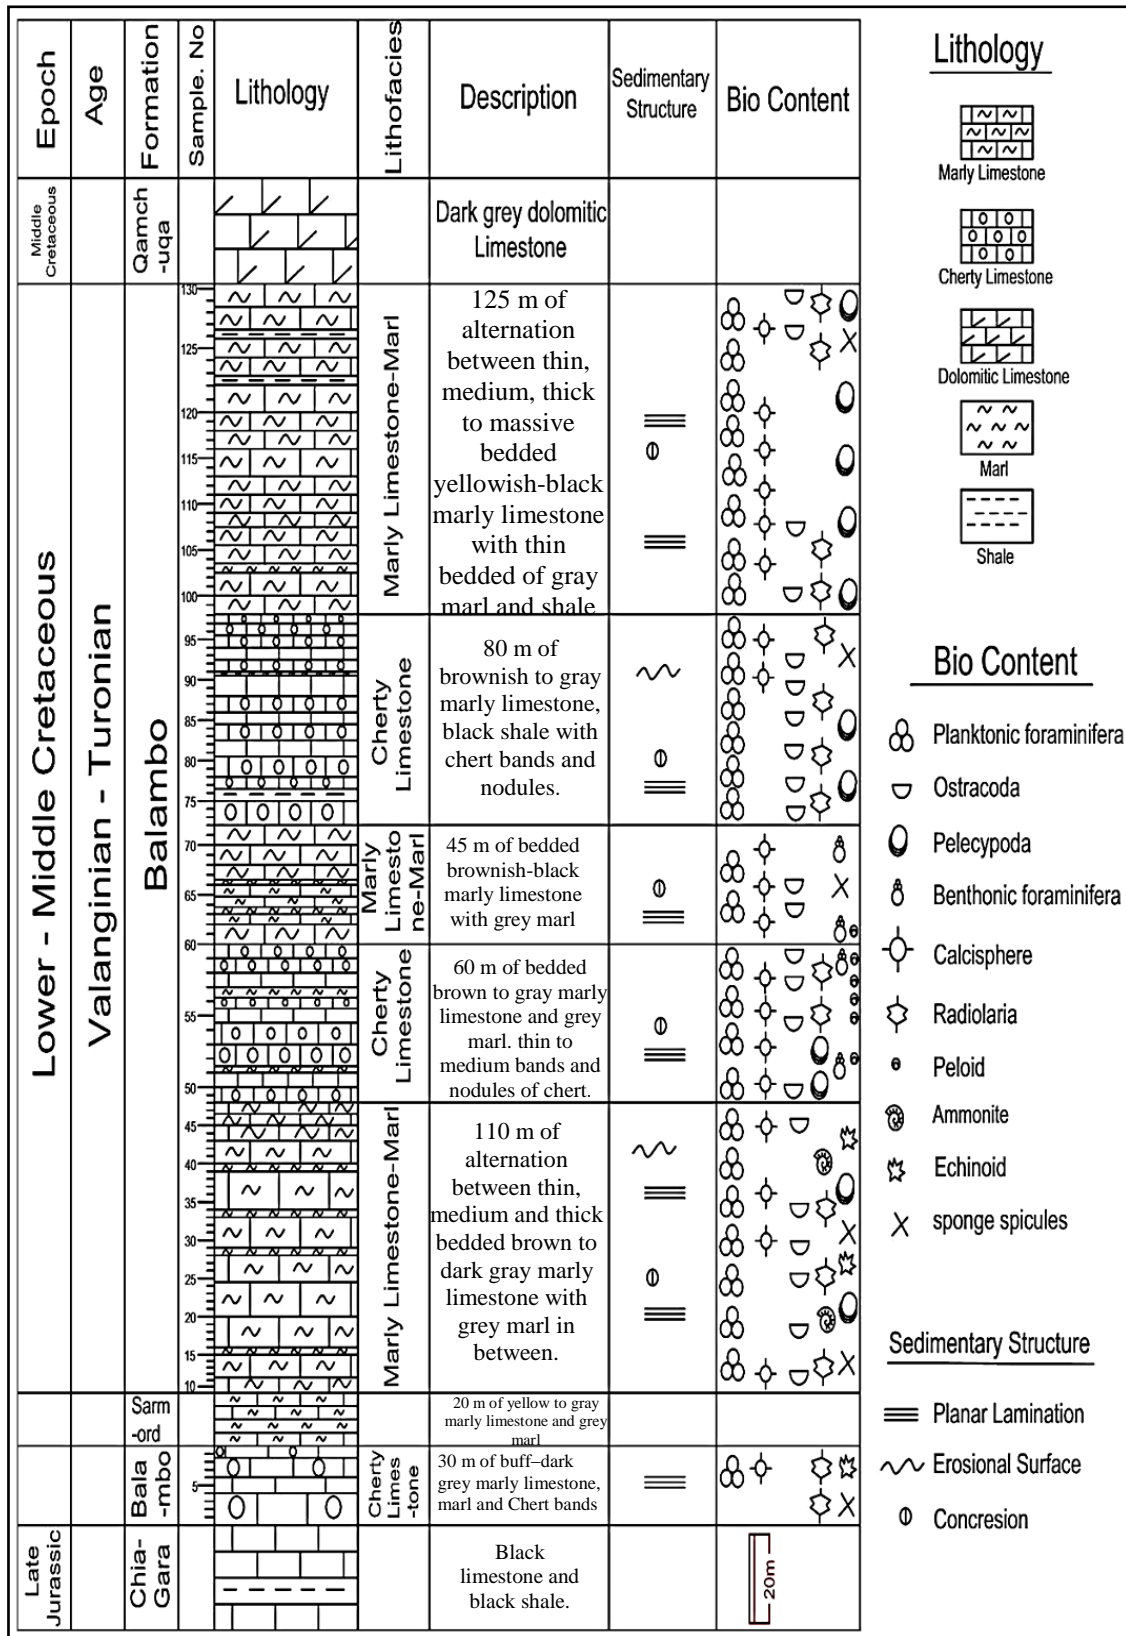 Epoch
Age
Formation
Sample. No
Lithology
Lithofacies
Description
Sedimentary
Structure
Bio Content
Middle
Cretaceous
Qamch
-uqa
Dark grey dolomitic
Limestone
Lower - Middle Cretaceous
Valanginian - Turonian
Balambo
130
125
120
115
110
105
100
95
90
85
80
75
70
65
60
55
50
45
40
35
30
25
20
15
10
Marly Limestone-Marl
125 m of
alternation
between thin,
medium, thick
to massive
bedded
yellowish-black
marly limestone
with thin
bedded of gray
marl and shale
Cherty
Limestone
80 m of
brownish to gray
marly limestone,
black shale with
chert bands and
nodules.
Marly
Limesto
ne-Marl
45 m of bedded
brownish-black
marly limestone
with grey marl
Cherty
Limestone
60 m of bedded
brown to gray marly
limestone and grey
marl. thin to
medium bands and
nodules of chert.
Marly Limestone-Marl
110 m of
alternation
between thin,
medium and thick
bedded brown to
dark gray marly
limestone with
grey marl in
between.
Sarm
-ord
20 m of yellow to gray
marly limestone and grey
marl
Bala
-mbo
5
Cherty
Limes
-tone
30 m of buff–dark
grey marly limestone,
marl and Chert bands
Late
Jurassic
Chia-
Gara
Black
limestone and
black shale.
20m
Lithology
Marly Limestone
Cherty Limestone
Dolomitic Limestone
Marl
Shale
Bio Content
Planktonic foraminifera
Ostracoda
Pelecypoda
Benthonic foraminifera
Calcisphere
Radiolaria
Peloid
Ammonite
Echinoid
sponge spicules
Sedimentary Structure
Planar Lamination
Erosional Surface
Concresion